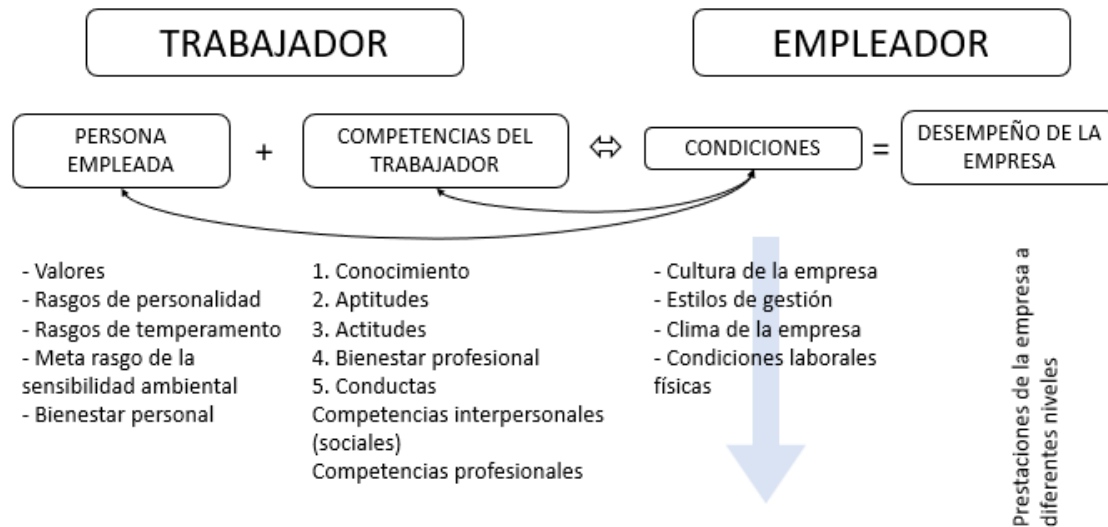 TRABAJADOR
EMPLEADOR
PERSONA
EMPLEADA
+
COMPETENCIAS DEL
TRABAJADOR
⇔
CONDICIONES
=
DESEMPEÑO DE LA
EMPRESA
- Valores
- Rasgos de personalidad
- Rasgos de temperamento
- Meta rasgo de la
sensibilidad ambiental
- Bienestar personal
1. Conocimiento
2. Aptitudes
3. Actitudes
4. Bienestar profesional
5. Conductas
Competencias interpersonales
(sociales)
Competencias profesionales
- Cultura de la empresa
- Estilos de gestión
- Clima de la empresa
- Condiciones laborales
físicas
Prestaciones de la empresa a
diferentes niveles